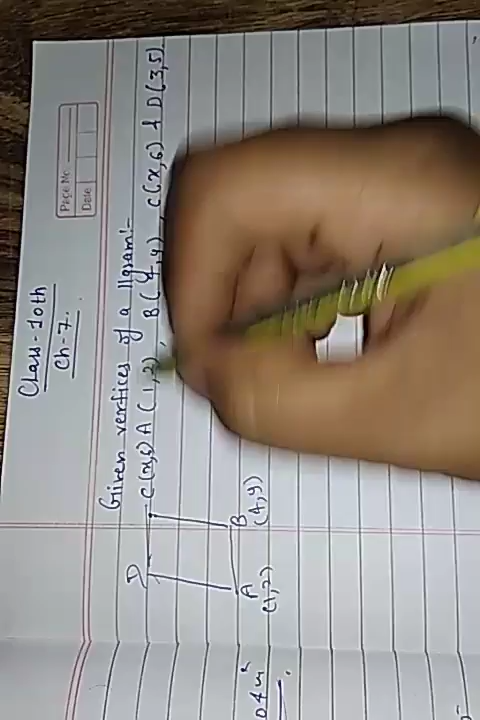 Class-10th
Ch-7.
Page No.
Date
Given vertices of a llgram:-
A(1,2), B(4,y), C(x,6) & D(3,5)
D
C(x,6)
A
(1,2)
B
(4,y)